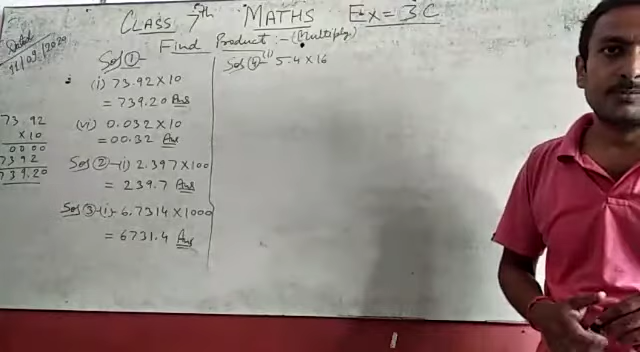 Class 7th MATHS Ex = 3C
Dated
11/09/2020
Find Product :- (Multiply)
Sol ①
(i) 73.92 × 10
= 739.20 Ans
73.92
× 10
0000
7392
739.20
(vi) 0.032 × 10
= 00.32 Ans
Sol ② - (i) 2.397 × 100
= 239.7 Ans
Sol ③ - (i) - 6.7314 × 1000
= 6731.4 Ans
Sol ④ - (i) 5.4 × 16